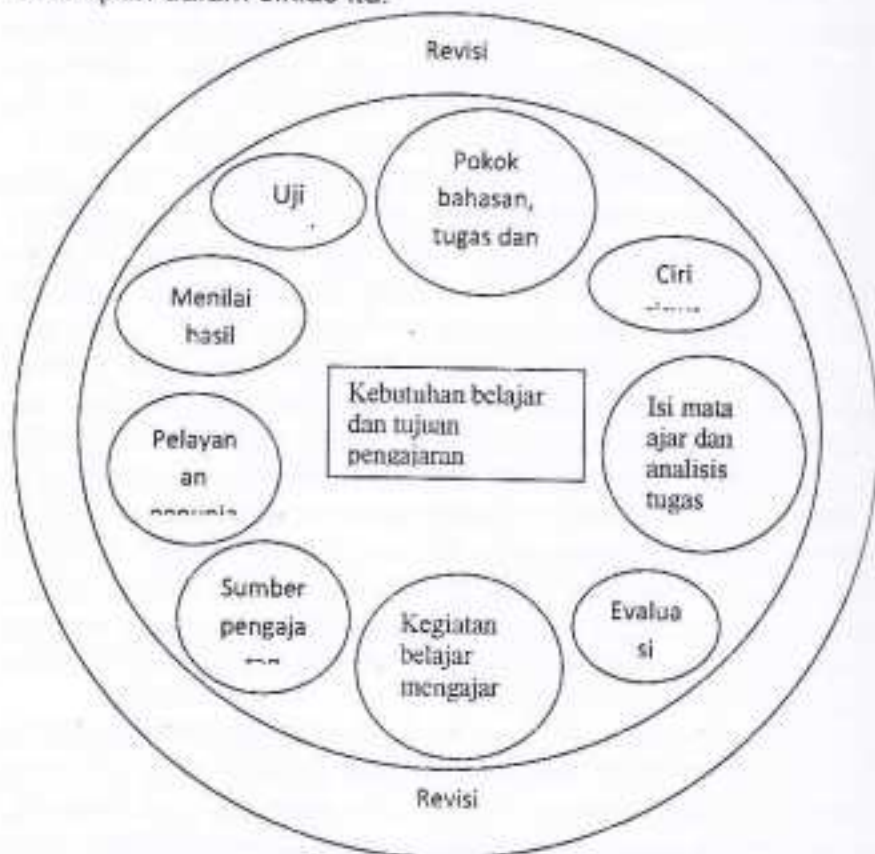 Revisi
Pokok
bahasan,
tugas dan
Uji
Ciri
Menilai
hasil
Kebutuhan belajar
dan tujuan
pengajaran
Isi mata
ajar dan
analisis
tugas
Pelayan
an
Sumber
pengaja
Kegiatan
belajar
mengajar
Evalua
si
Revisi